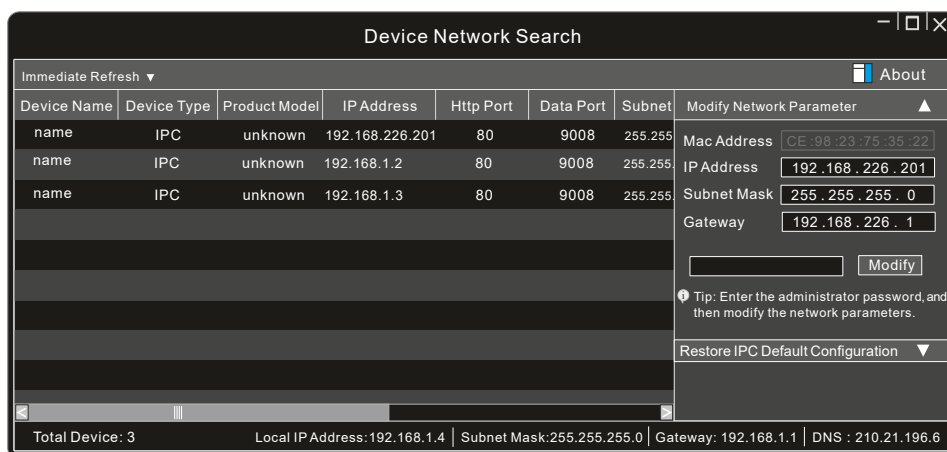 Device Network Search
Immediate Refresh ▼ About
Device Name Device Type Product Model IP Address Http Port Data Port Subnet
name IPC unknown 192.168.226.201 80 9008 255.255
name IPC unknown 192.168.1.2 80 9008 255.255.
name IPC unknown 192.168.1.3 80 9008 255.255.
Modify Network Parameter ▲
Mac Address CE:98:23:75:35:22
IP Address 192.168.226.201
Subnet Mask 255.255.255.0
Gateway 192.168.226.1
Modify
Tip: Enter the administrator password, and
then modify the network parameters.
Restore IPC Default Configuration ▼
Total Device: 3 Local IP Address:192.168.1.4 Subnet Mask:255.255.255.0 Gateway: 192.168.1.1 DNS : 210.21.196.6